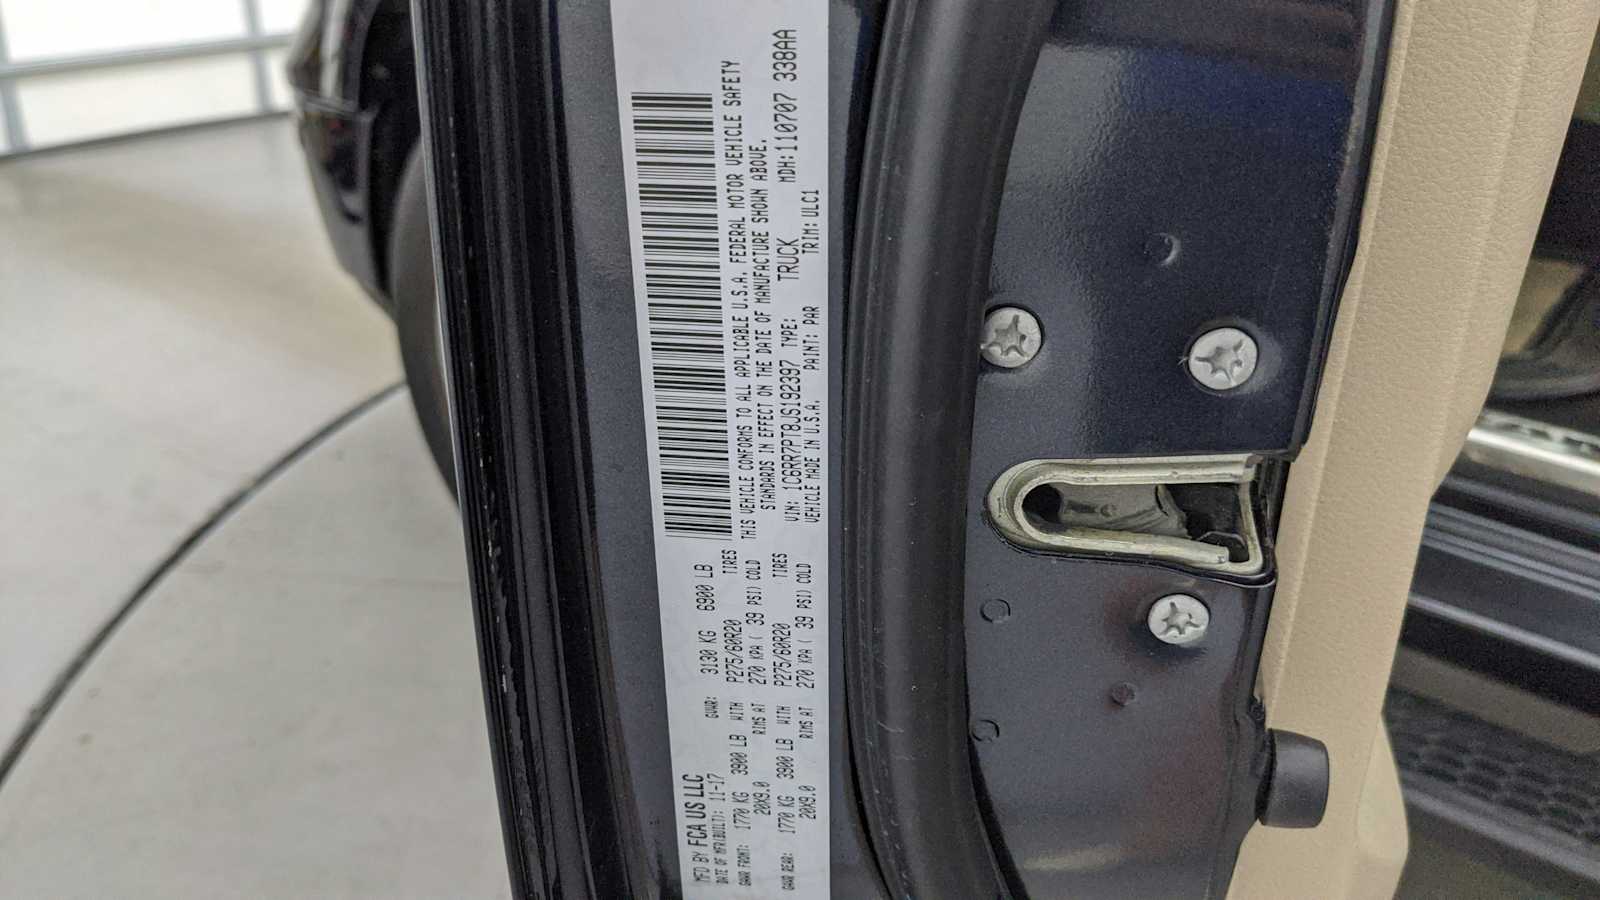 MFD BY FCA US LLC
DATE OF MFR(BUILT): 11-17 GVWR: 3130 KG 6900 LB
GAWR FRONT: 1770 KG 3900 LB WITH P275/60R20 TIRES
20X9.0 RIMS AT 270 KPA ( 39 PSI) COLD
GAWR REAR: 1770 KG 3900 LB WITH P275/60R20 TIRES
20X9.0 RIMS AT 270 KPA ( 39 PSI) COLD
THIS VEHICLE CONFORMS TO ALL APPLICABLE U.S.A. FEDERAL MOTOR VEHICLE SAFETY
STANDARDS IN EFFECT ON THE DATE OF MANUFACTURE SHOWN ABOVE.
VIN: 1C6RR7PT8JS192397 TYPE: TRUCK MDH:110707 338AA
VEHICLE MADE IN U.S.A. PAINT: PAR TRIM: ULC1